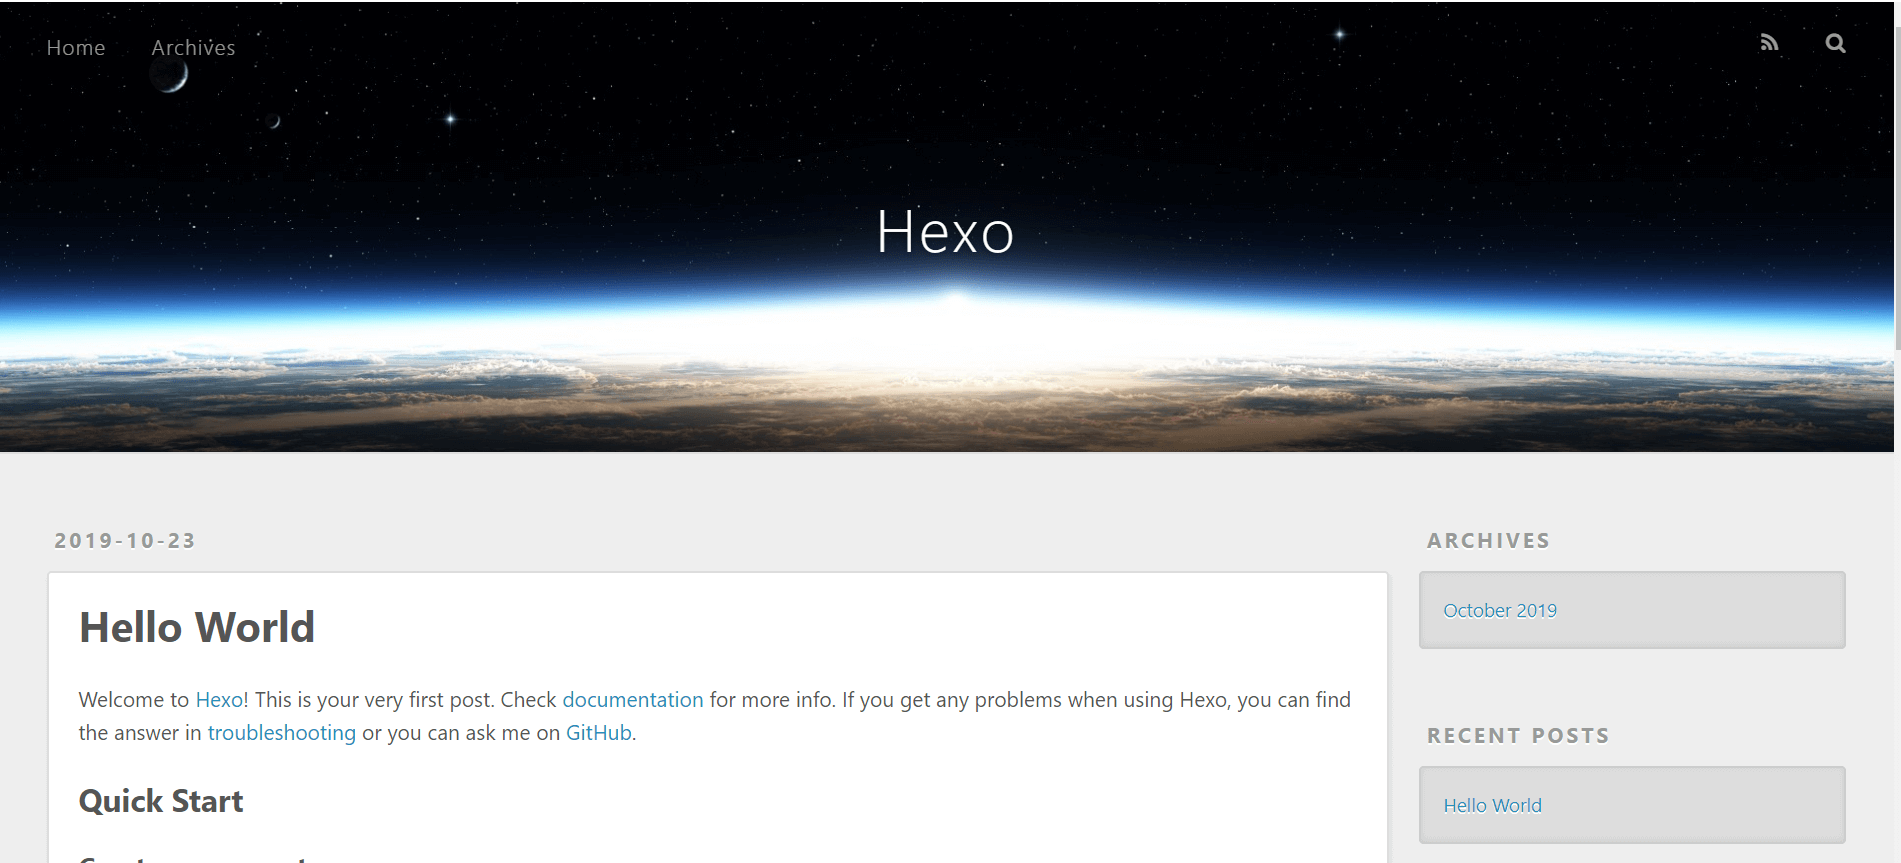 Home Archives
Hexo
2019-10-23
Hello World
Welcome to Hexo! This is your very first post. Check documentation for more info. If you get any problems when using Hexo, you can find
the answer in troubleshooting or you can ask me on GitHub.
Quick Start
ARCHIVES
October 2019
RECENT POSTS
Hello World